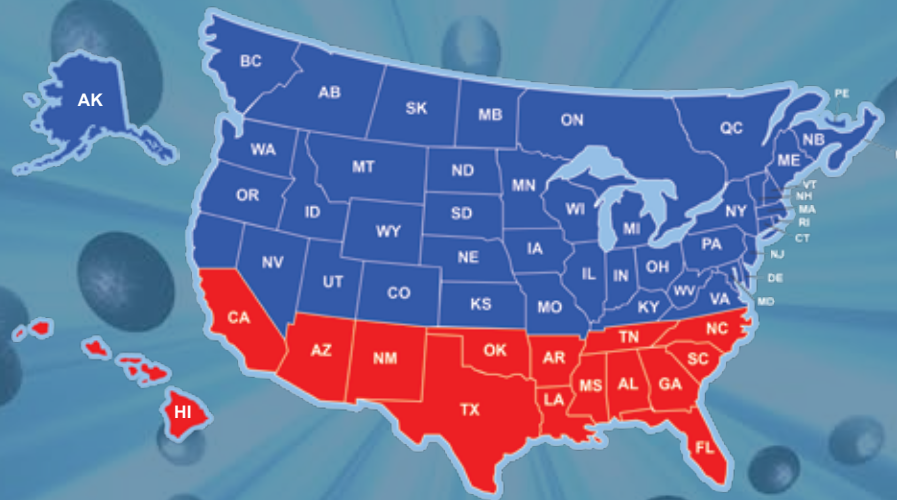 BC
AB
SK
MB
ON
QC
PE
NB
AK
WA
MT
ND
MN
ME
VT
NH
MA
RI
CT
OR
ID
WY
SD
WI
MI
NY
NV
UT
CO
NE
IA
IL
IN
OH
PA
NJ
DE
MD
KS
MO
KY
WV
VA
CA
AZ
NM
OK
AR
TN
NC
SC
TX
LA
MS
AL
GA
FL
HI